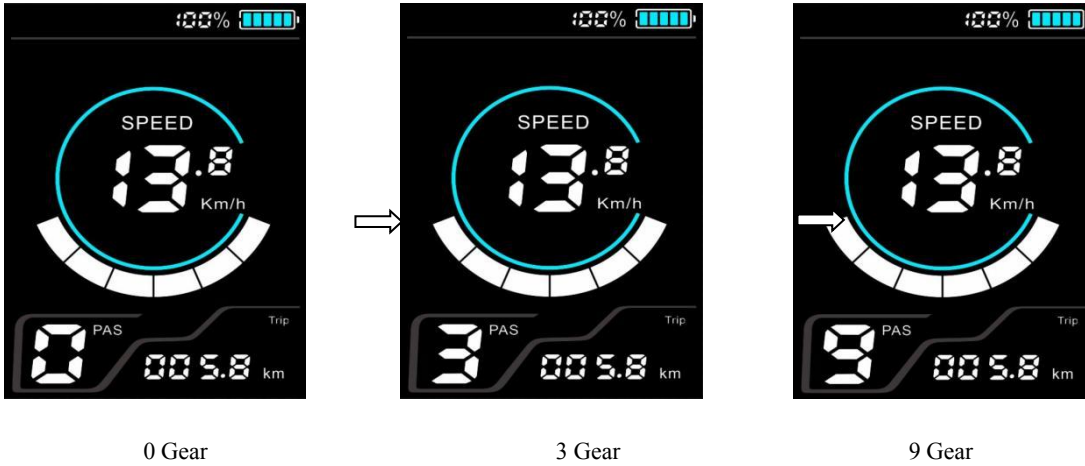 100%
SPEED
13.8
Km/h
PAS
Trip
0
005.8 km
0 Gear
100%
SPEED
13.8
Km/h
PAS
Trip
3
005.8 km
3 Gear
100%
SPEED
13.8
Km/h
PAS
Trip
9
005.8 km
9 Gear